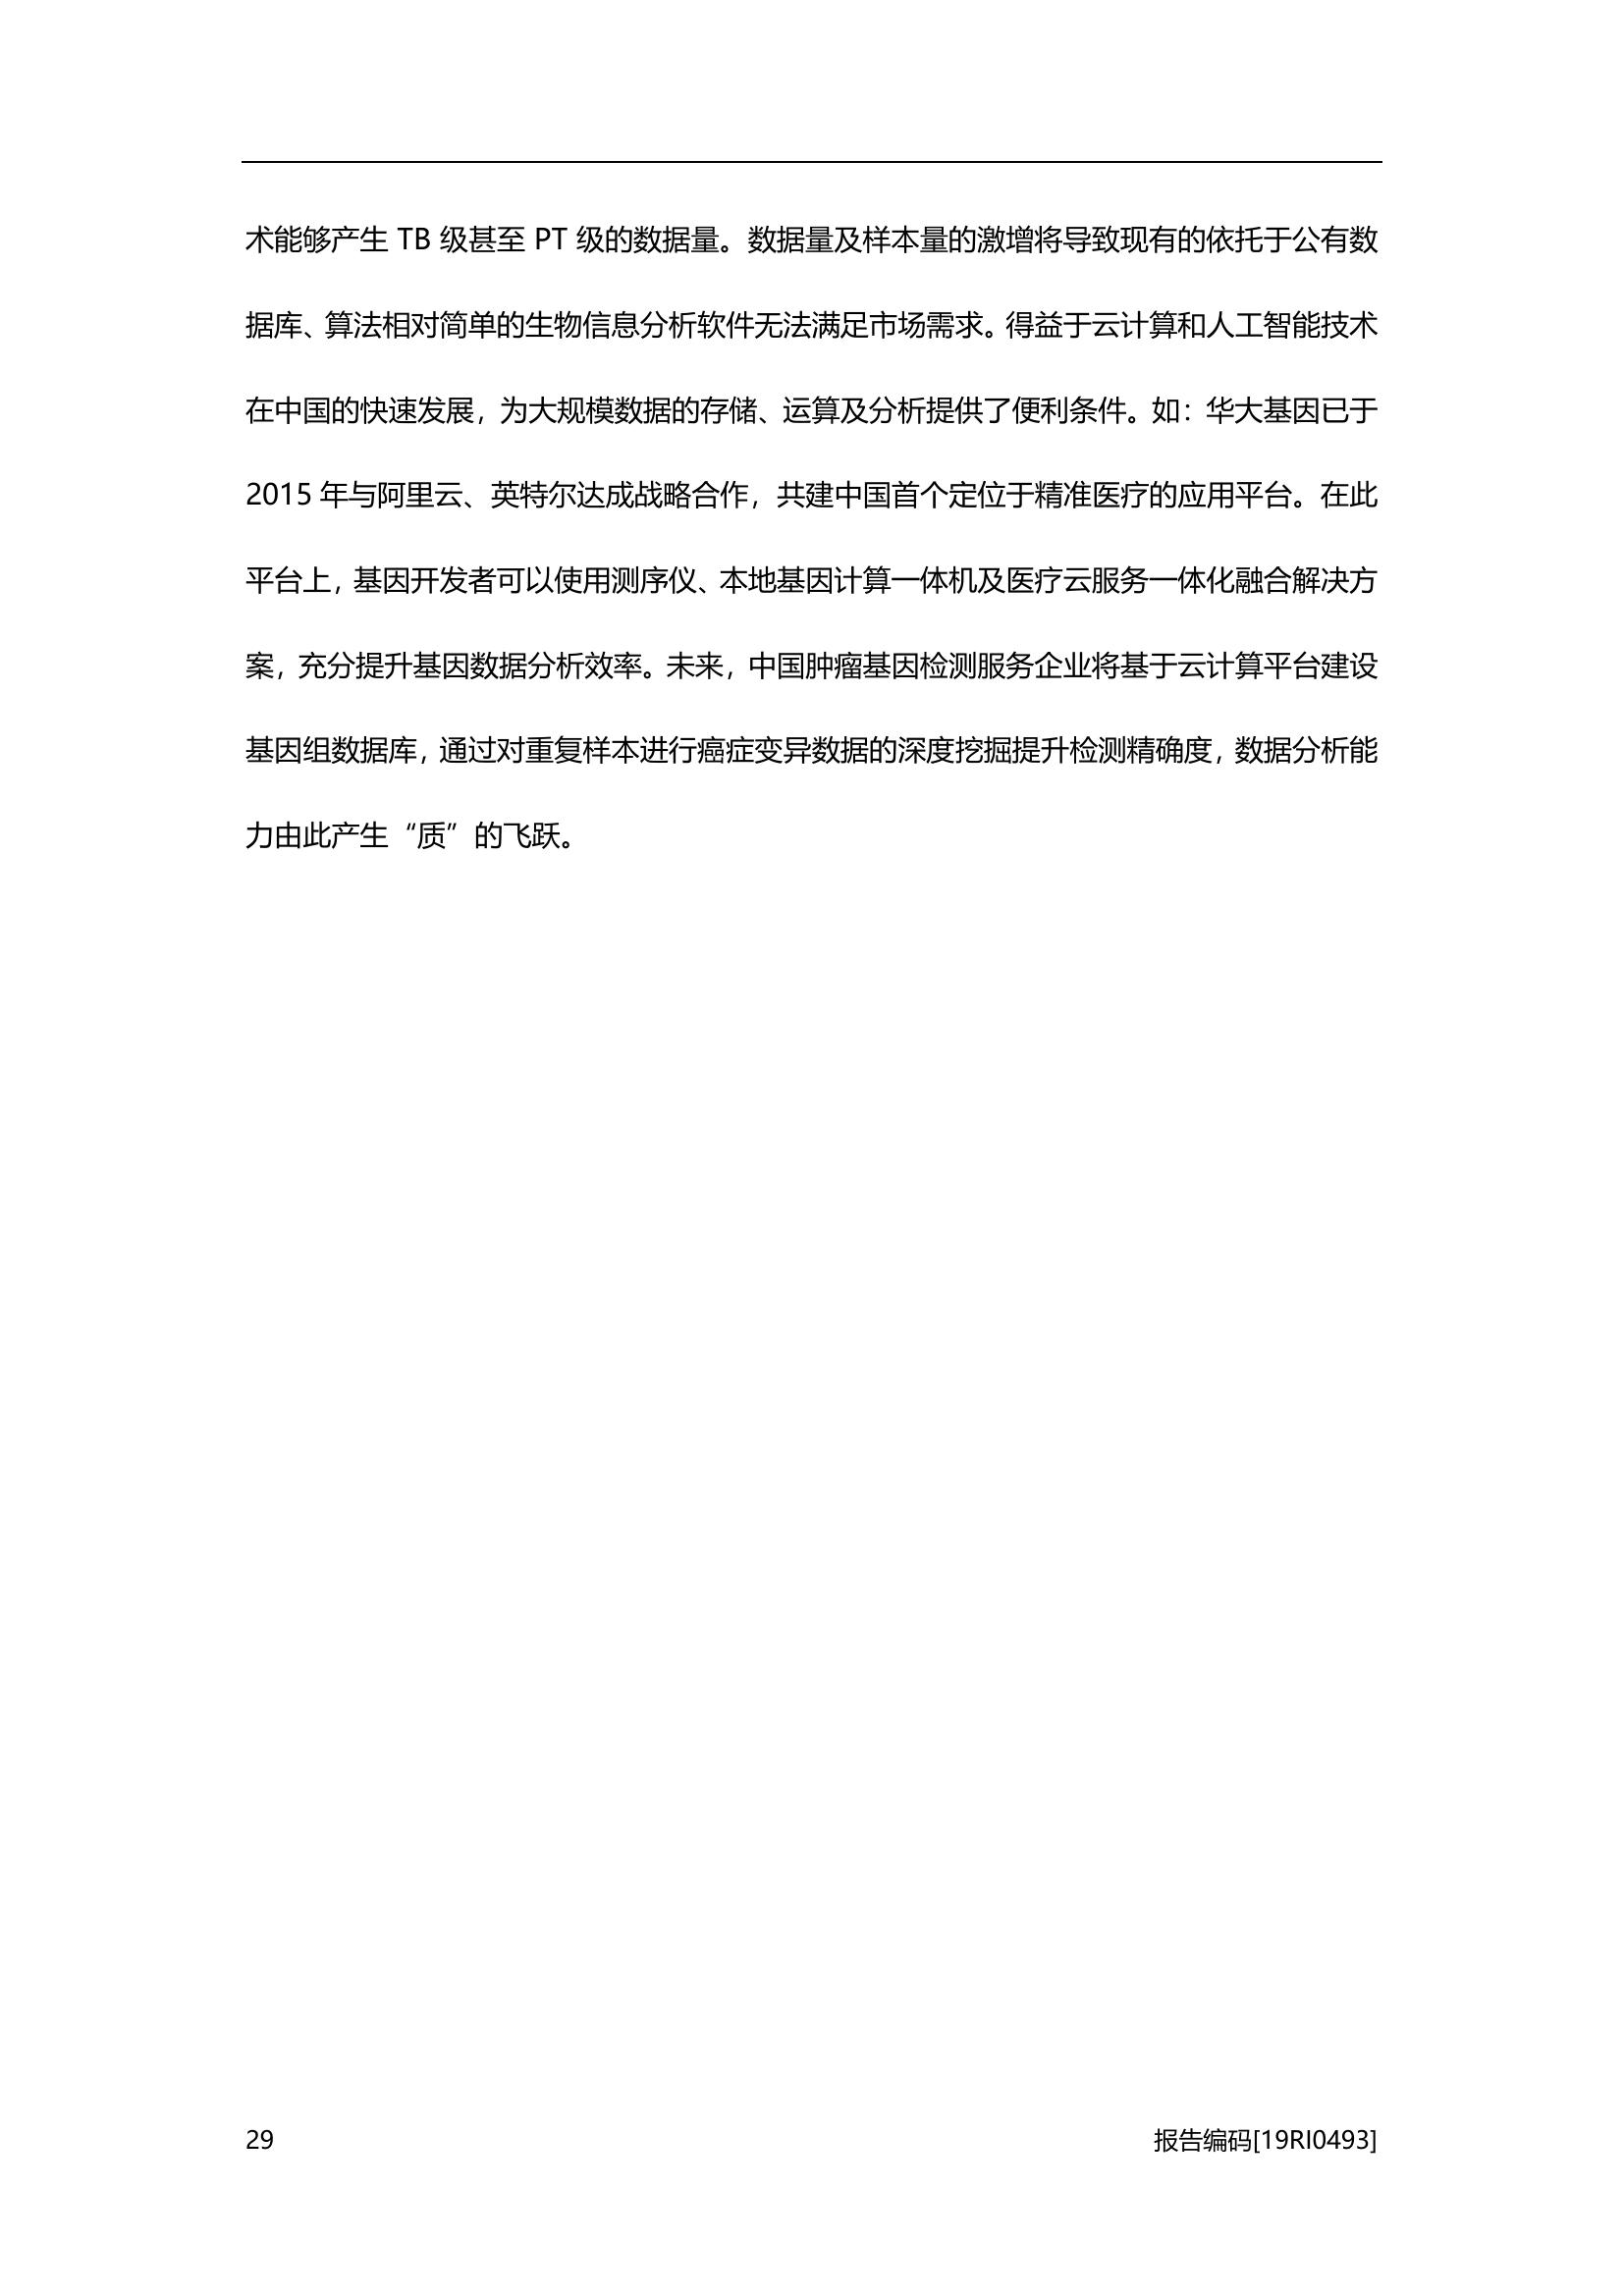 术能够产生 TB 级甚至 PT 级的数据量。数据量及样本量的激增将导致现有的依托于公有数
据库、算法相对简单的生物信息分析软件无法满足市场需求。得益于云计算和人工智能技术
在中国的快速发展，为大规模数据的存储、运算及分析提供了便利条件。如：华大基因已于
2015 年与阿里云、英特尔达成战略合作，共建中国首个定位于精准医疗的应用平台。在此
平台上，基因开发者可以使用测序仪、本地基因计算一体机及医疗云服务一体化融合解决方
案，充分提升基因数据分析效率。未来，中国肿瘤基因检测服务企业将基于云计算平台建设
基因组数据库，通过对重复样本进行癌症变异数据的深度挖掘提升检测精确度，数据分析能
力由此产生“质”的飞跃。
29 报告编码[19RI0493]